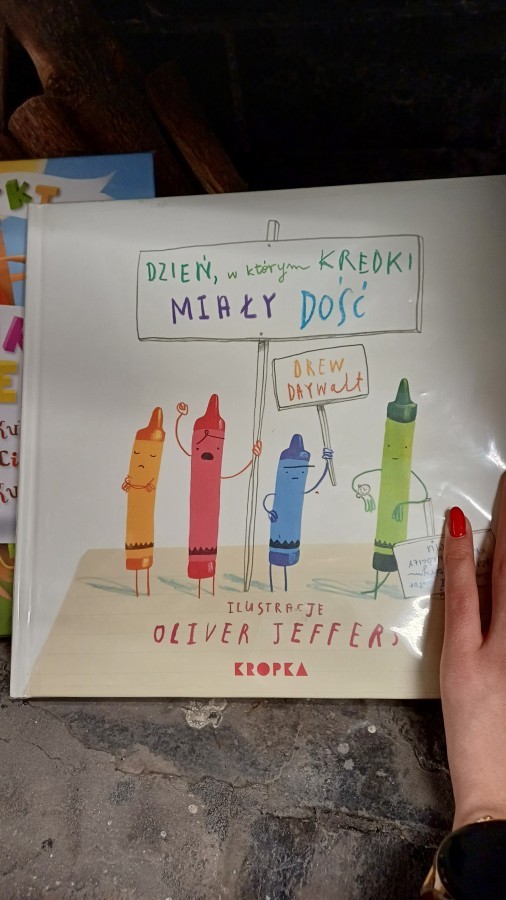 DZIEŃ, w którym KREDKI
MIAŁY DOŚĆ
DREW
DAYWALT
ILUSTRACJE
OLIVER JEFFERS
KROPKA